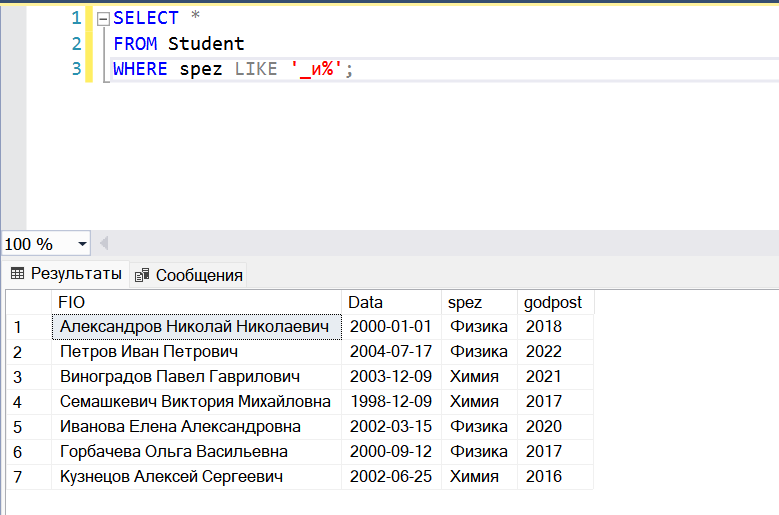 1 SELECT *
2 FROM Student
3 WHERE spez LIKE '_и%';
100 %
Результаты Сообщения
FIO Data spez godpost
1 Александров Николай Николаевич 2000-01-01 Физика 2018
2 Петров Иван Петрович 2004-07-17 Физика 2022
3 Виноградов Павел Гаврилович 2003-12-09 Химия 2021
4 Семашкевич Виктория Михайловна 1998-12-09 Химия 2017
5 Иванова Елена Александровна 2002-03-15 Физика 2020
6 Горбачева Ольга Васильевна 2000-09-12 Физика 2017
7 Кузнецов Алексей Сергеевич 2002-06-25 Химия 2016